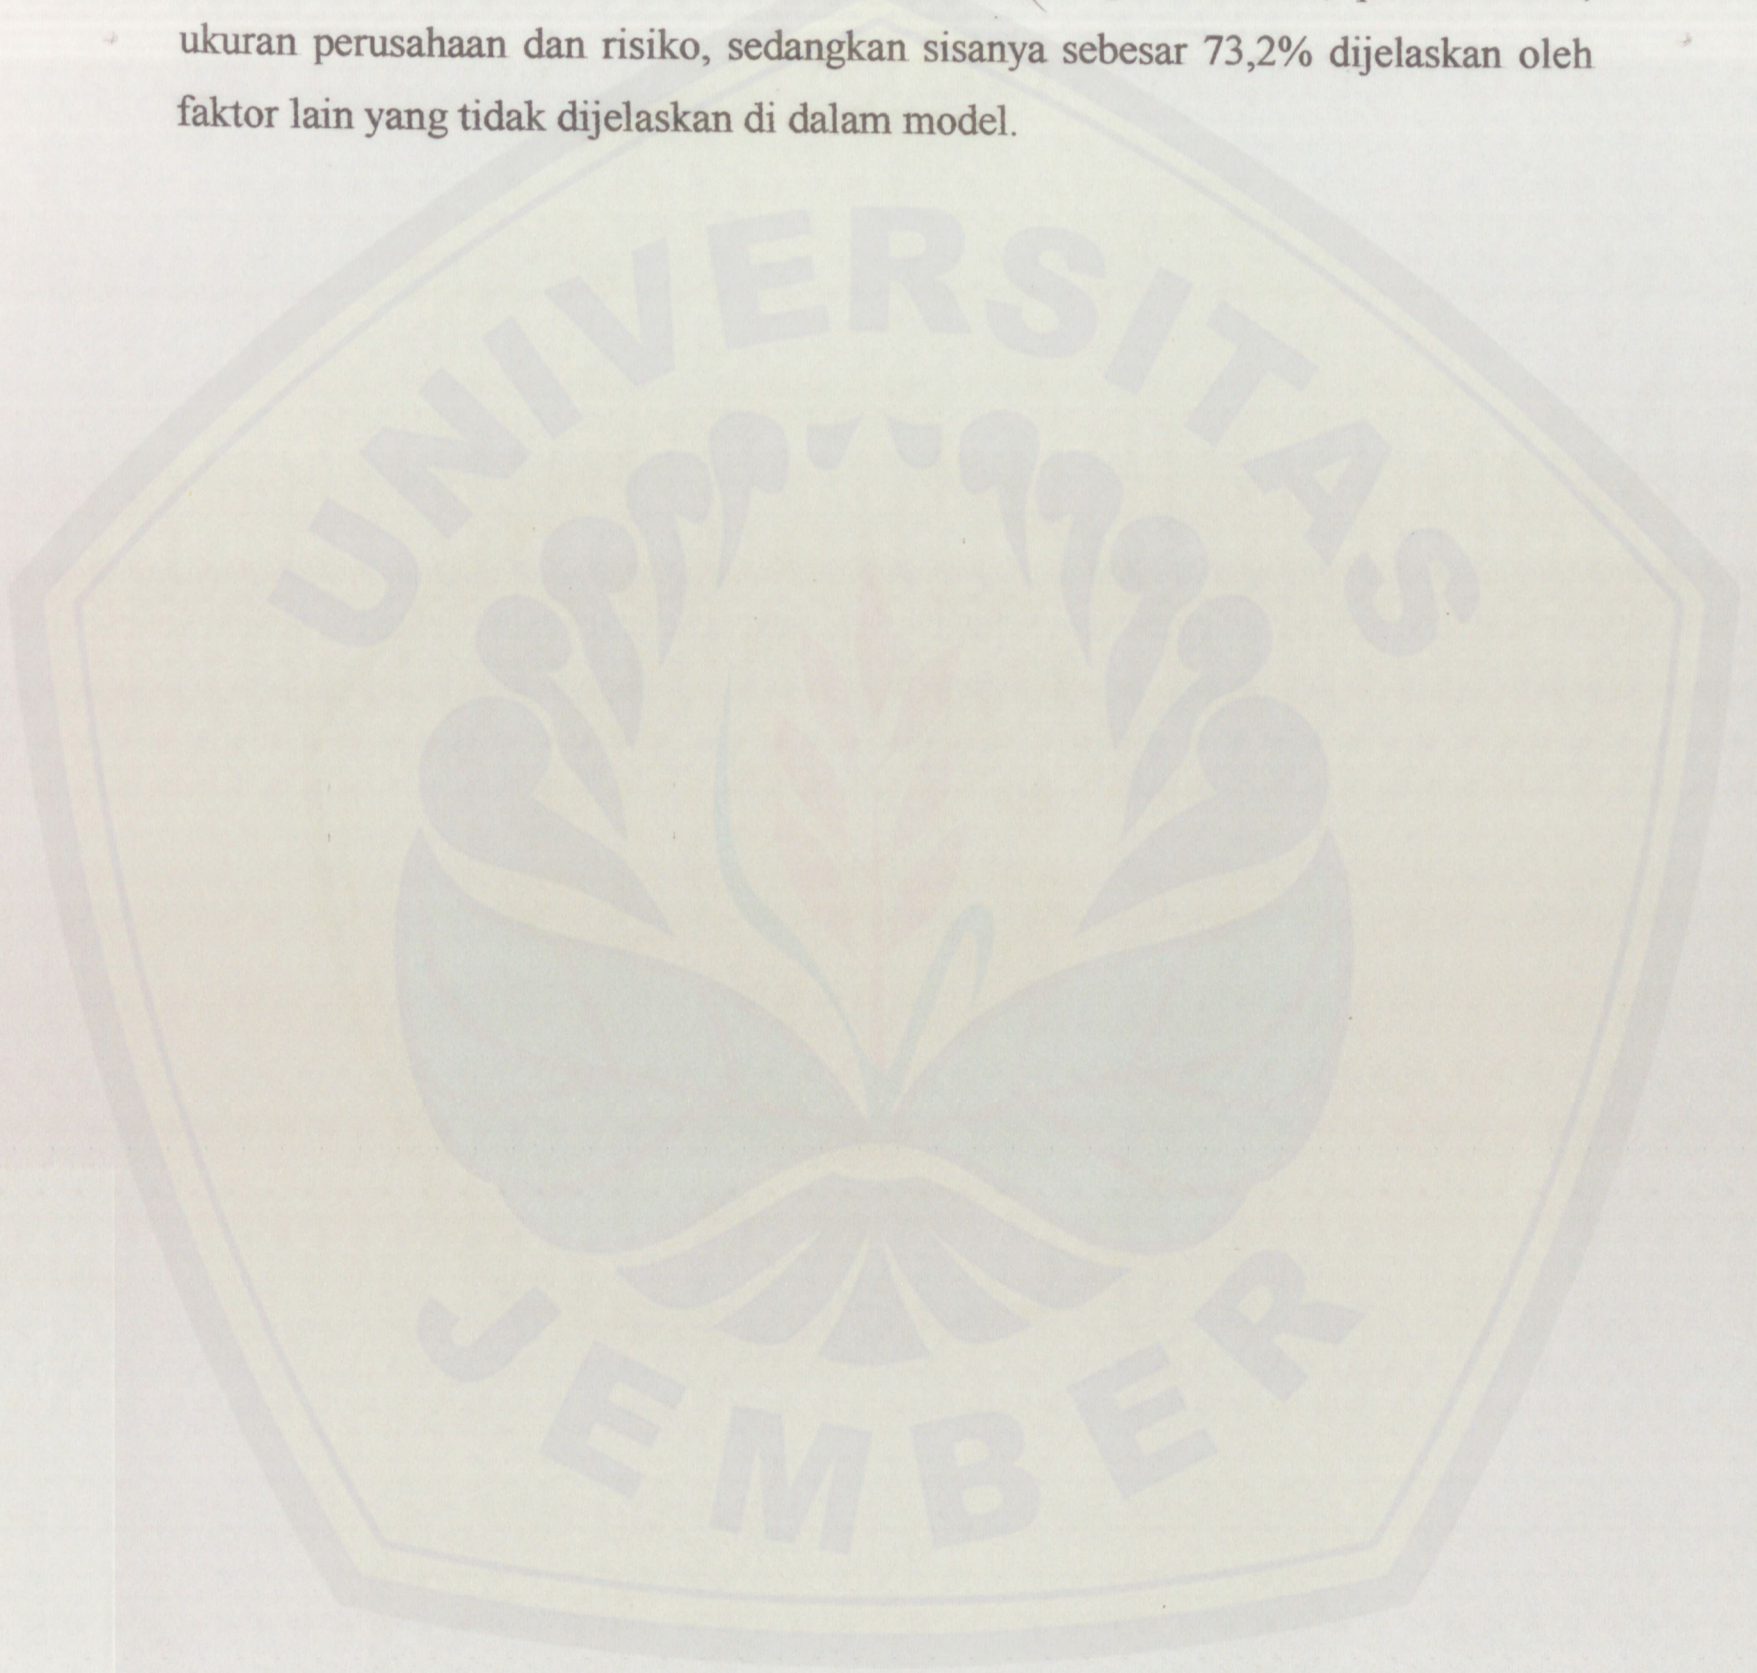 ukuran perusahaan dan risiko, sedangkan sisanya sebesar 73,2% dijelaskan oleh
faktor lain yang tidak dijelaskan di dalam model.
UNIVERSITAS
JEMBER